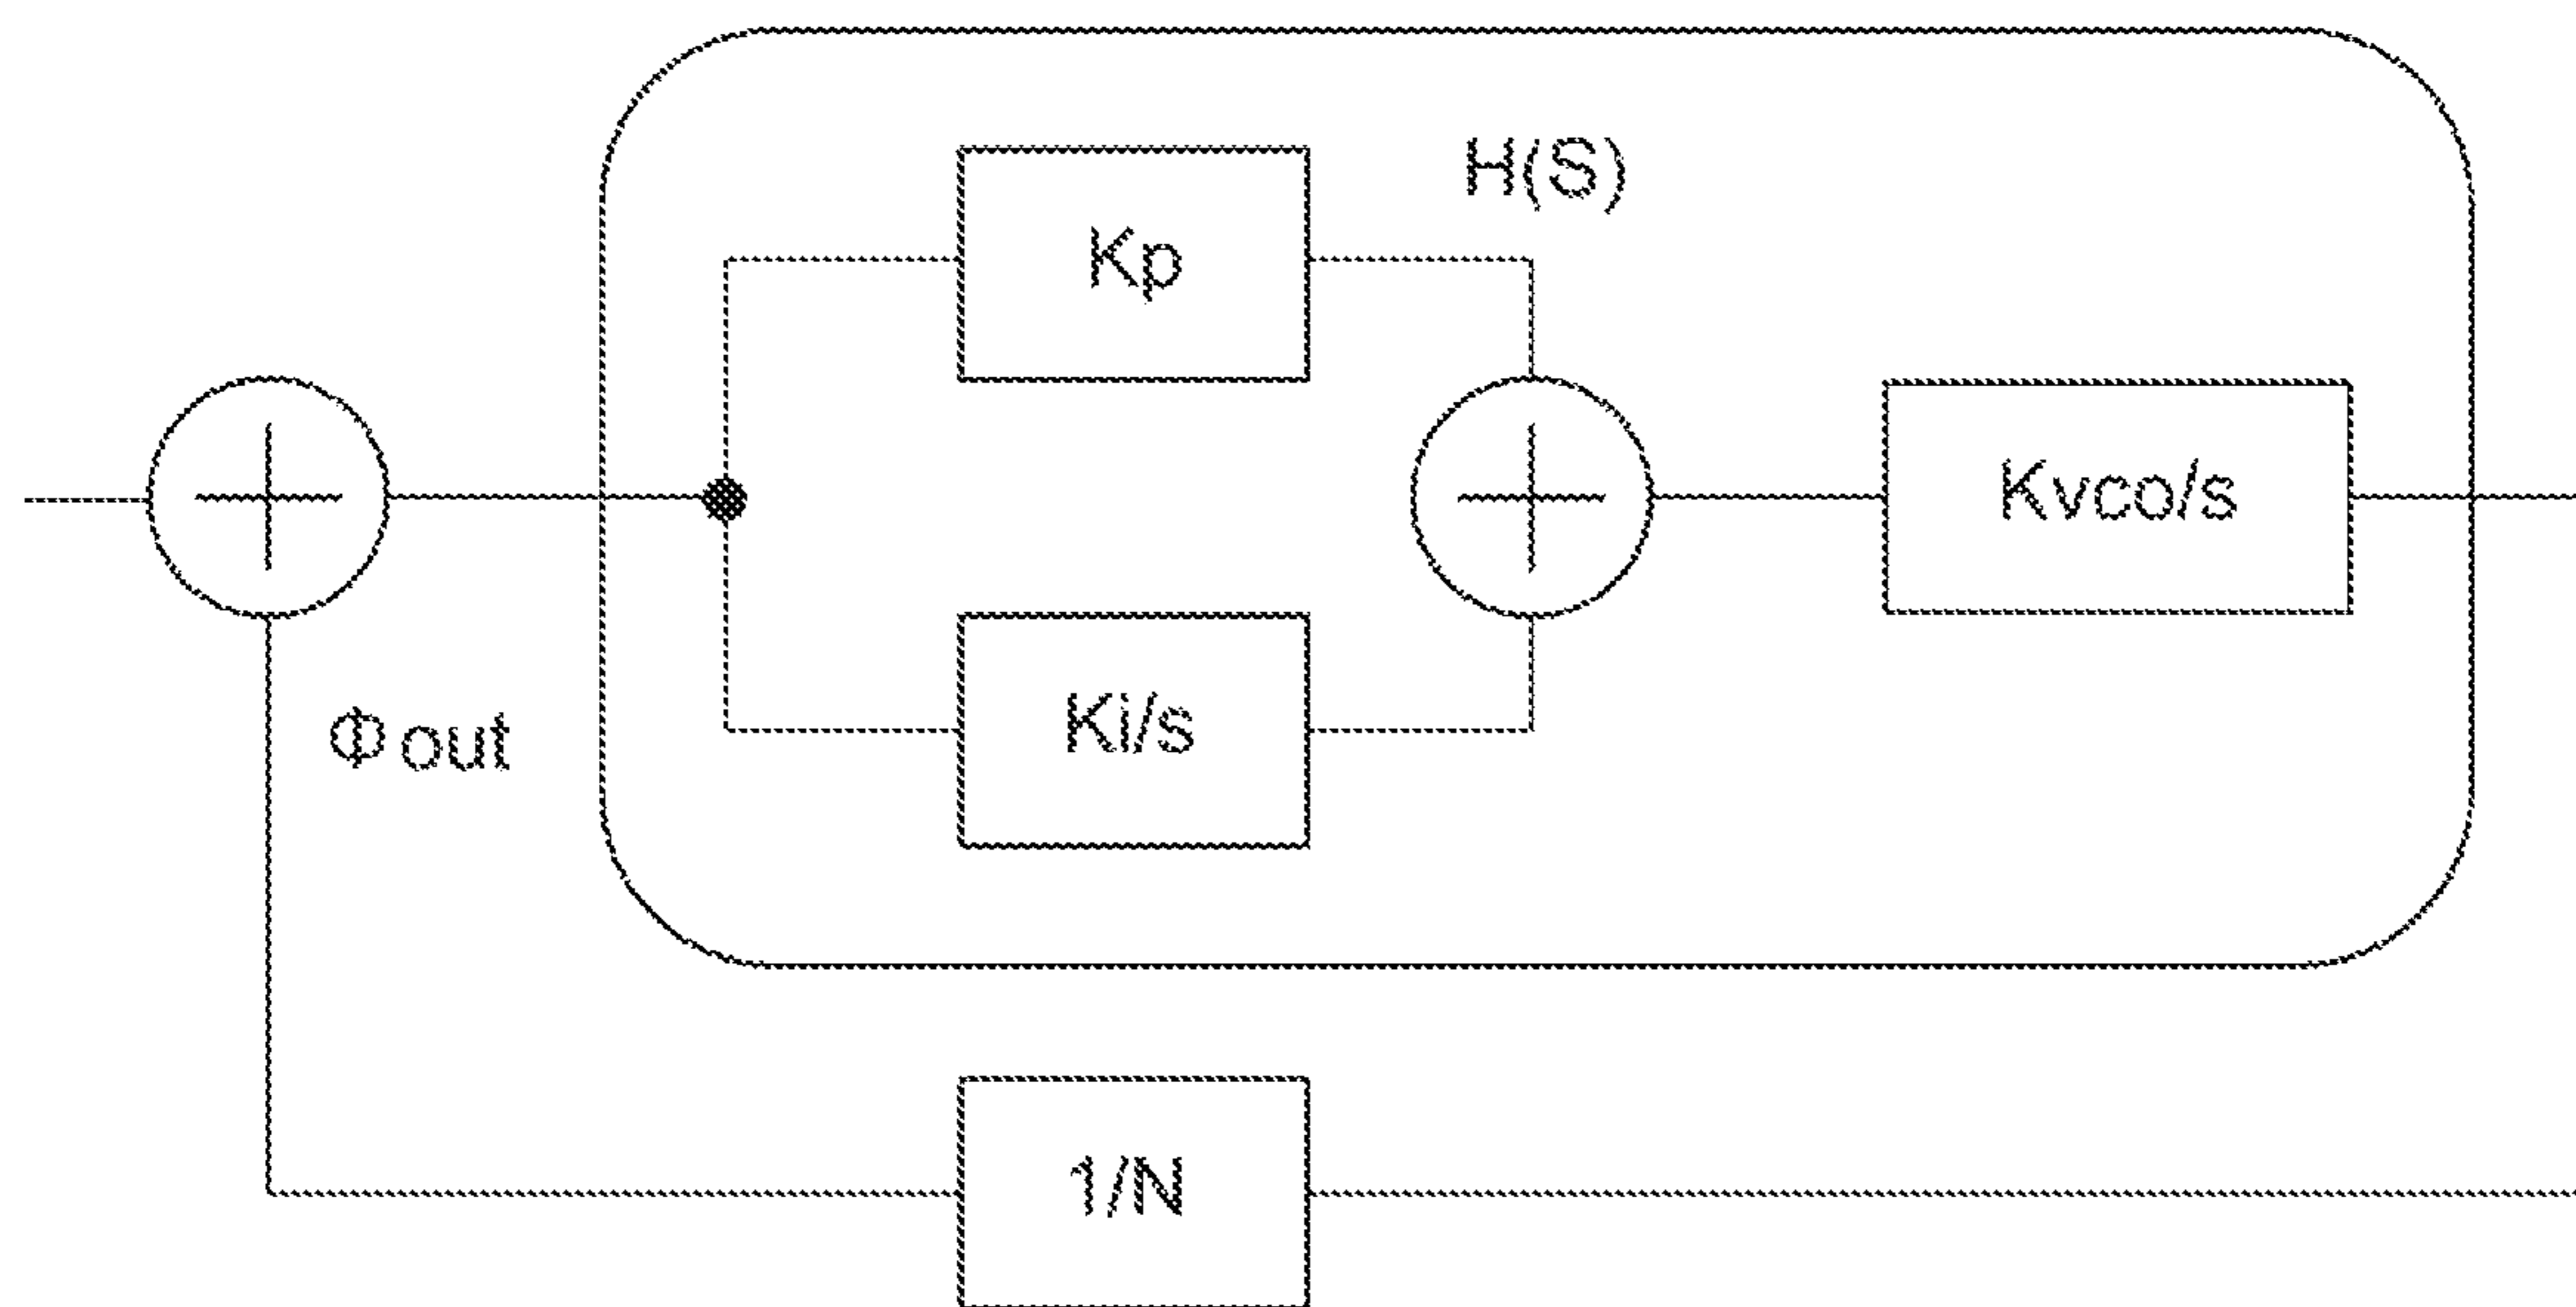 H(S)
Kp
Kvco/s
Ki/s
Φout
1/N